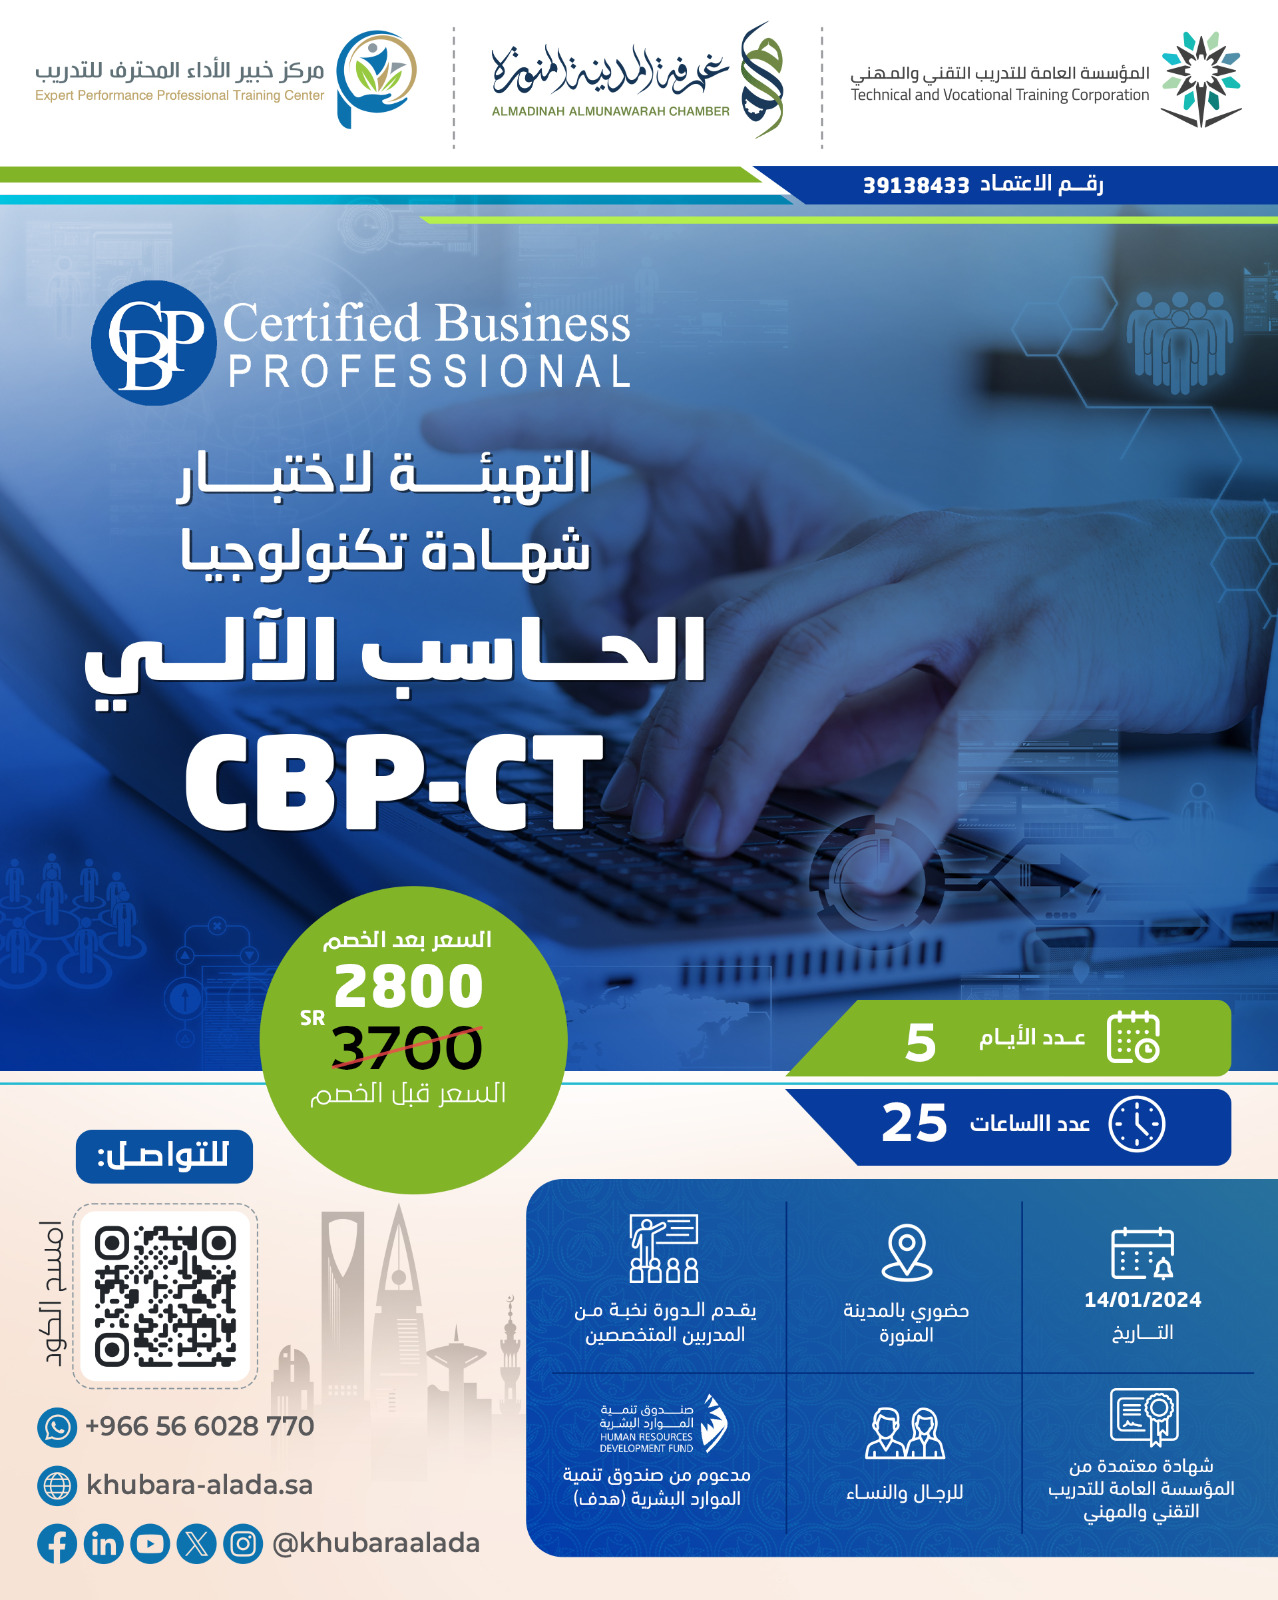 المؤسسة العامة للتدريب التقني والمهني
Technical and Vocational Training Corporation
غرفة المدينة المنورة
ALMADINAH ALMUNAWARAH CHAMBER
مركز خبير الأداء المحترف للتدريب
Expert Performance Professional Training Center
رقــم الاعتماد 39138433
CBP
Certified Business
PROFESSIONAL
التهيئة لاختبار
شهادة تكنولوجيا
الحاسب الآلي
CBP-CT
السعر بعد الخصم
2800
SR
3700
السعر قبل الخصم
عدد الأيام 5
عدد االساعات 25
للتواصل:
امسح الكود
+966 56 6028 770
khubara-alada.sa
@khubaraalada
14/01/2024
التاريخ
حضوري بالمدينة
المنورة
يقدم الدورة نخبة من
المدربين المتخصصين
شهادة معتمدة من
المؤسسة العامة للتدريب
التقني والمهني
للرجال والنساء
صندوق تنمية
الموارد البشرية
HUMAN RESOURCES
DEVELOPMENT FUND
مدعوم من صندوق تنمية
الموارد البشرية (هدف)